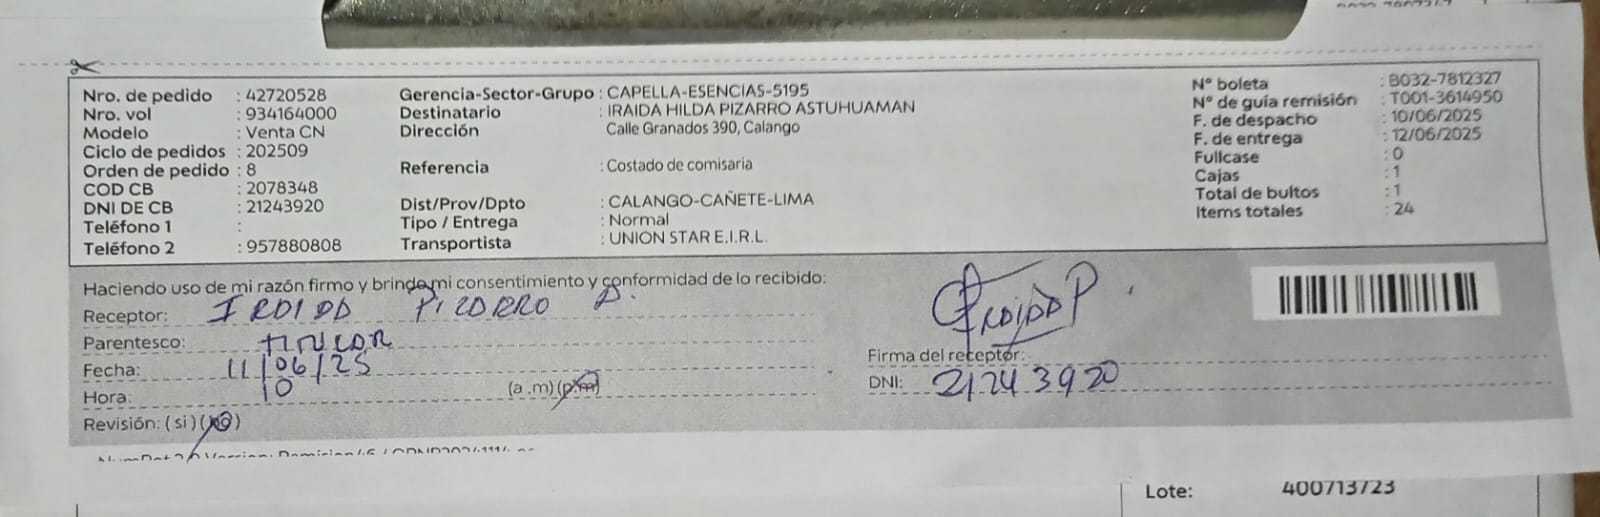 Nro. de pedido : 42720528
Nro. vol : 934164000
Modelo : Venta CN
Ciclo de pedidos : 202509
Orden de pedido : 8
COD CB : 2078348
DNI DE CB : 21243920
Teléfono 1 :
Teléfono 2 : 957880808
Gerencia-Sector-Grupo : CAPELLA-ESENCIAS-5195
Destinatario : IRAIDA HILDA PIZARRO ASTUHUAMAN
Dirección Calle Granados 390, Calango
Referencia : Costado de comisaria
Dist/Prov/Dpto : CALANGO-CAÑETE-LIMA
Tipo / Entrega : Normal
Transportista : UNION STAR E.I.R.L.
N° boleta : B032-7812327
N° de guía remisión : T001-3614950
F. de despacho : 10/06/2025
F. de entrega : 12/06/2025
Fullcase : 0
Cajas : 1
Total de bultos : 1
Items totales : 24
Haciendo uso de mi razón firmo y brindo mi consentimiento y conformidad de lo recibido:
Receptor: IRAIDA PIZARRO A.
Parentesco: TITULAR
Fecha: 11/06/25
Hora: 10 (a .m) (p.m)
Revisión: ( si ) (no)
Firma del receptor:
DNI: 21243920
Lote: 400713723